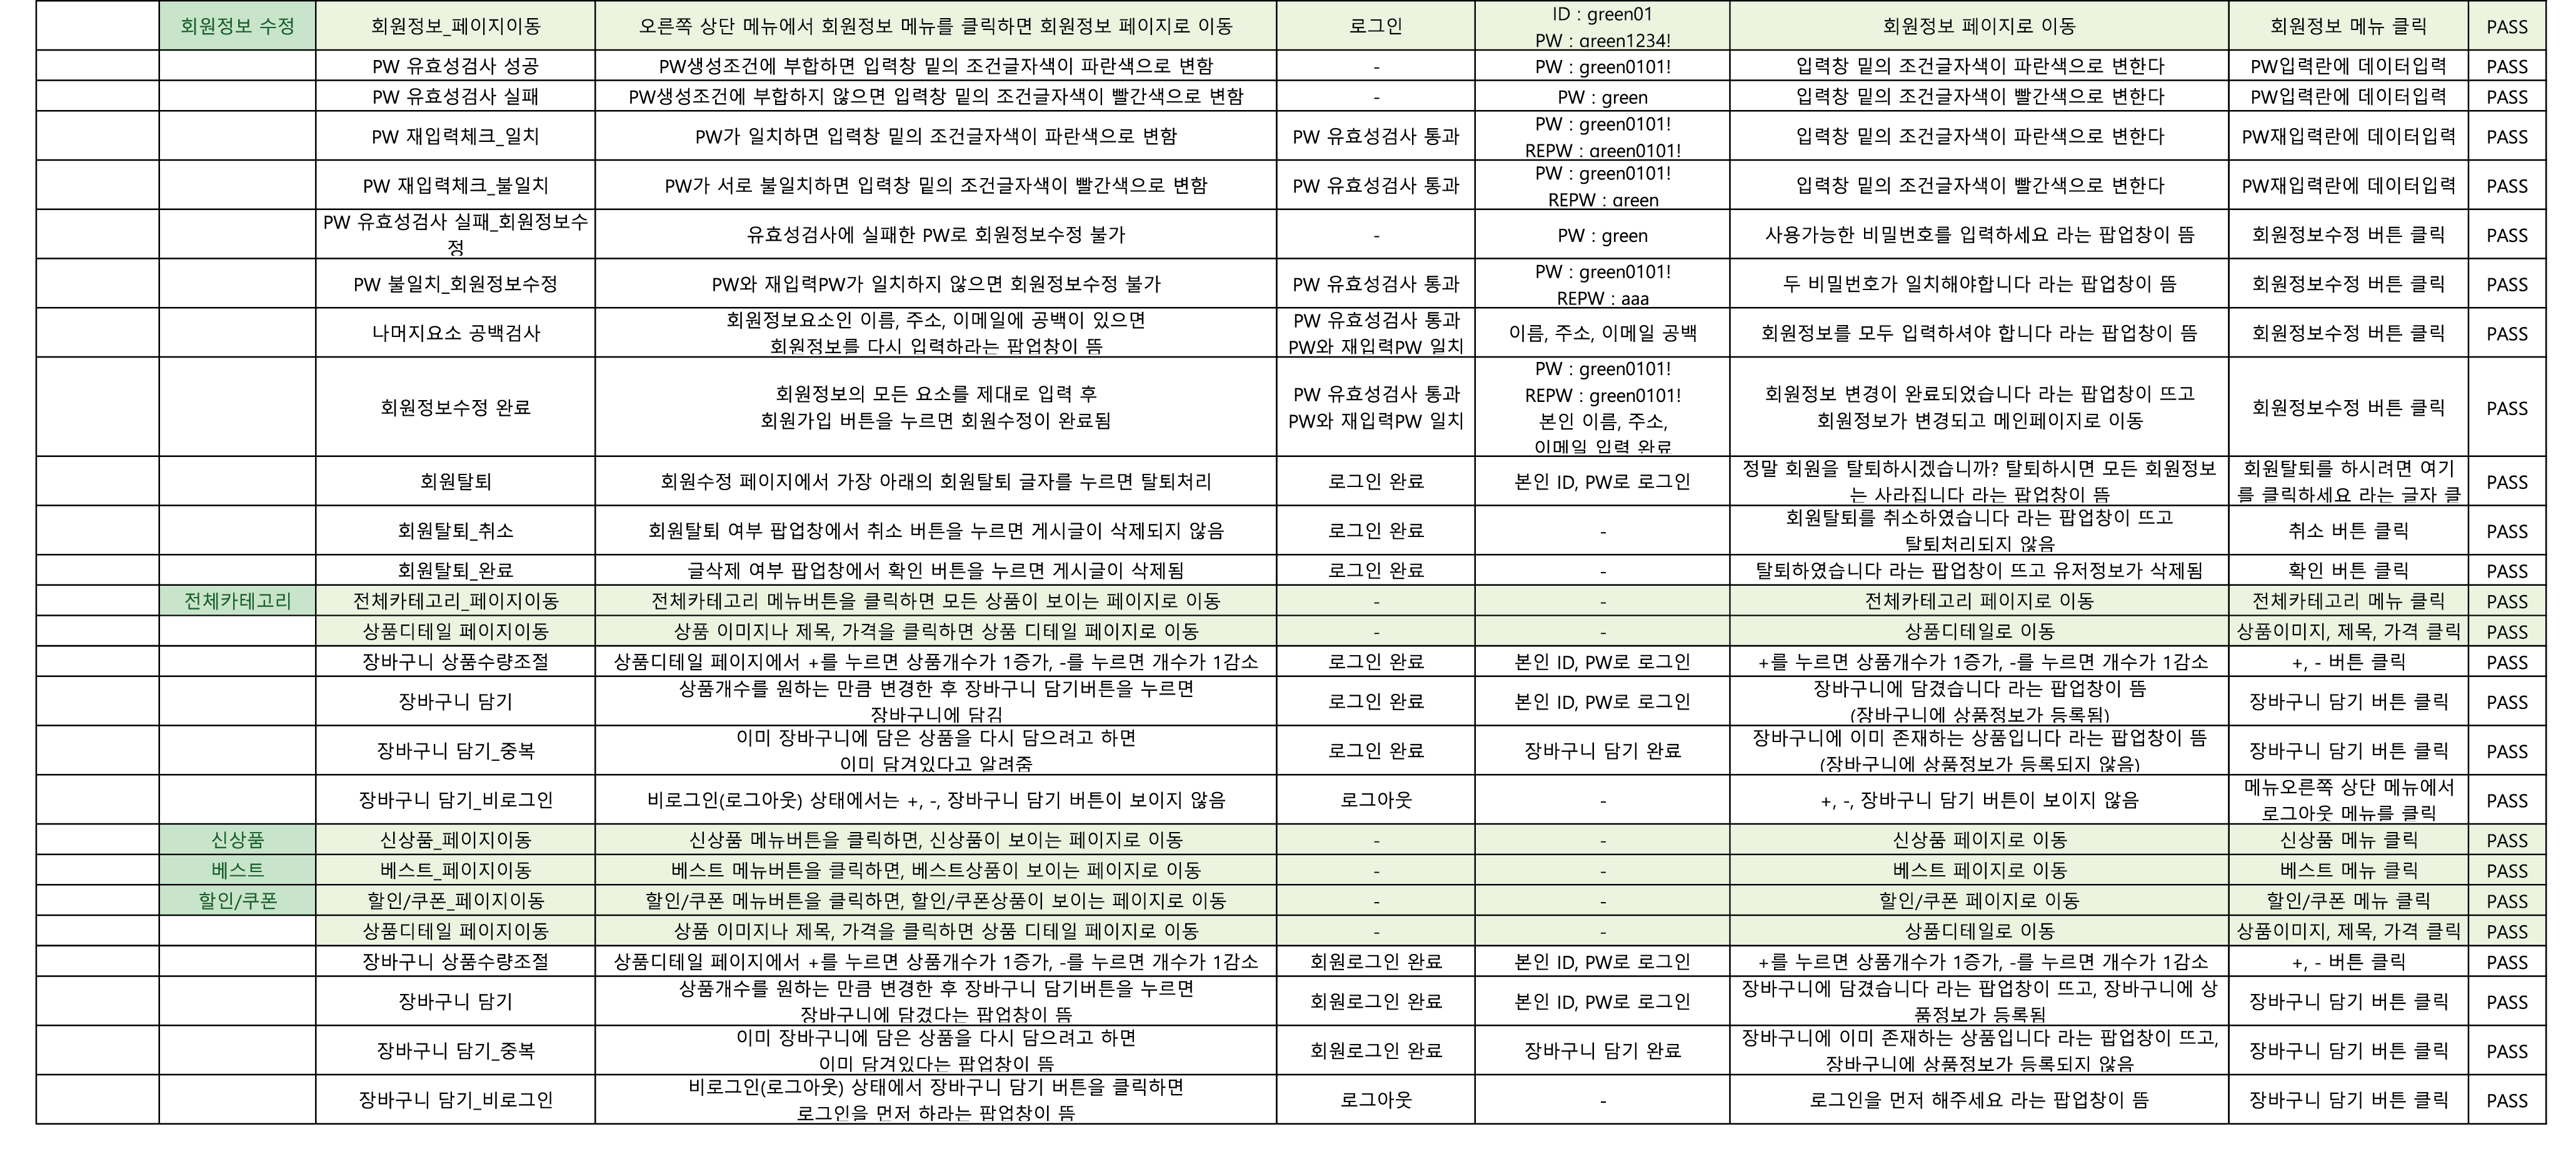 회원정보 수정 회원정보_페이지이동 오른쪽 상단 메뉴에서 회원정보 메뉴를 클릭하면 회원정보 페이지로 이동 로그인 ID : green01
PW : green1234! 회원정보 페이지로 이동 회원정보 메뉴 클릭 PASS
PW 유효성검사 성공 PW생성조건에 부합하면 입력창 밑의 조건글자색이 파란색으로 변함 - PW : green0101! 입력창 밑의 조건글자색이 파란색으로 변한다 PW입력란에 데이터입력 PASS
PW 유효성검사 실패 PW생성조건에 부합하지 않으면 입력창 밑의 조건글자색이 빨간색으로 변함 - PW : green 입력창 밑의 조건글자색이 빨간색으로 변한다 PW입력란에 데이터입력 PASS
PW 재입력체크_일치 PW가 일치하면 입력창 밑의 조건글자색이 파란색으로 변함 PW 유효성검사 통과 PW : green0101!
REPW : green0101! 입력창 밑의 조건글자색이 파란색으로 변한다 PW재입력란에 데이터입력 PASS
PW 재입력체크_불일치 PW가 서로 불일치하면 입력창 밑의 조건글자색이 빨간색으로 변함 PW 유효성검사 통과 PW : green0101!
REPW : green 입력창 밑의 조건글자색이 빨간색으로 변한다 PW재입력란에 데이터입력 PASS
PW 유효성검사 실패_회원정보수
정 유효성검사에 실패한 PW로 회원정보수정 불가 - PW : green 사용가능한 비밀번호를 입력하세요 라는 팝업창이 뜸 회원정보수정 버튼 클릭 PASS
PW 불일치_회원정보수정 PW와 재입력PW가 일치하지 않으면 회원정보수정 불가 PW 유효성검사 통과 PW : green0101!
REPW : aaa 두 비밀번호가 일치해야합니다 라는 팝업창이 뜸 회원정보수정 버튼 클릭 PASS
나머지요소 공백검사 회원정보요소인 이름, 주소, 이메일에 공백이 있으면
회원정보를 다시 입력하라는 팝업창이 뜸 PW 유효성검사 통과
PW와 재입력PW 일치 이름, 주소, 이메일 공백 회원정보를 모두 입력하셔야 합니다 라는 팝업창이 뜸 회원정보수정 버튼 클릭 PASS
회원정보수정 완료 회원정보의 모든 요소를 제대로 입력 후
회원가입 버튼을 누르면 회원수정이 완료됨 PW 유효성검사 통과
PW와 재입력PW 일치 PW : green0101!
REPW : green0101!
본인 이름, 주소,
이메일 입력 완료 회원정보 변경이 완료되었습니다 라는 팝업창이 뜨고
회원정보가 변경되고 메인페이지로 이동 회원정보수정 버튼 클릭 PASS
회원탈퇴 회원수정 페이지에서 가장 아래의 회원탈퇴 글자를 누르면 탈퇴처리 로그인 완료 본인 ID, PW로 로그인 정말 회원을 탈퇴하시겠습니까? 탈퇴하시면 모든 회원정보
는 사라집니다 라는 팝업창이 뜸 회원탈퇴를 하시려면 여기
를 클릭하세요 라는 글자 클 PASS
회원탈퇴_취소 회원탈퇴 여부 팝업창에서 취소 버튼을 누르면 게시글이 삭제되지 않음 로그인 완료 - 회원탈퇴를 취소하였습니다 라는 팝업창이 뜨고
탈퇴처리되지 않음 취소 버튼 클릭 PASS
회원탈퇴_완료 글삭제 여부 팝업창에서 확인 버튼을 누르면 게시글이 삭제됨 로그인 완료 - 탈퇴하였습니다 라는 팝업창이 뜨고 유저정보가 삭제됨 확인 버튼 클릭 PASS
전체카테고리 전체카테고리_페이지이동 전체카테고리 메뉴버튼을 클릭하면 모든 상품이 보이는 페이지로 이동 - - 전체카테고리 페이지로 이동 전체카테고리 메뉴 클릭 PASS
상품디테일 페이지이동 상품 이미지나 제목, 가격을 클릭하면 상품 디테일 페이지로 이동 - - 상품디테일로 이동 상품이미지, 제목, 가격 클릭 PASS
장바구니 상품수량조절 상품디테일 페이지에서 +를 누르면 상품개수가 1증가, -를 누르면 개수가 1감소 로그인 완료 본인 ID, PW로 로그인 +를 누르면 상품개수가 1증가, -를 누르면 개수가 1감소 +, - 버튼 클릭 PASS
장바구니 담기 상품개수를 원하는 만큼 변경한 후 장바구니 담기버튼을 누르면
장바구니에 담김 로그인 완료 본인 ID, PW로 로그인 장바구니에 담겼습니다 라는 팝업창이 뜸
(장바구니에 상품정보가 등록됨) 장바구니 담기 버튼 클릭 PASS
장바구니 담기_중복 이미 장바구니에 담은 상품을 다시 담으려고 하면
이미 담겨있다고 알려줌 로그인 완료 장바구니 담기 완료 장바구니에 이미 존재하는 상품입니다 라는 팝업창이 뜸
(장바구니에 상품정보가 등록되지 않음) 장바구니 담기 버튼 클릭 PASS
장바구니 담기_비로그인 비로그인(로그아웃) 상태에서는 +, -, 장바구니 담기 버튼이 보이지 않음 로그아웃 - +, -, 장바구니 담기 버튼이 보이지 않음 메뉴오른쪽 상단 메뉴에서
로그아웃 메뉴를 클릭 PASS
신상품 신상품_페이지이동 신상품 메뉴버튼을 클릭하면, 신상품이 보이는 페이지로 이동 - - 신상품 페이지로 이동 신상품 메뉴 클릭 PASS
베스트 베스트_페이지이동 베스트 메뉴버튼을 클릭하면, 베스트상품이 보이는 페이지로 이동 - - 베스트 페이지로 이동 베스트 메뉴 클릭 PASS
할인/쿠폰 할인/쿠폰_페이지이동 할인/쿠폰 메뉴버튼을 클릭하면, 할인/쿠폰상품이 보이는 페이지로 이동 - - 할인/쿠폰 페이지로 이동 할인/쿠폰 메뉴 클릭 PASS
상품디테일 페이지이동 상품 이미지나 제목, 가격을 클릭하면 상품 디테일 페이지로 이동 - - 상품디테일로 이동 상품이미지, 제목, 가격 클릭 PASS
장바구니 상품수량조절 상품디테일 페이지에서 +를 누르면 상품개수가 1증가, -를 누르면 개수가 1감소 회원로그인 완료 본인 ID, PW로 로그인 +를 누르면 상품개수가 1증가, -를 누르면 개수가 1감소 +, - 버튼 클릭 PASS
장바구니 담기 상품개수를 원하는 만큼 변경한 후 장바구니 담기버튼을 누르면
장바구니에 담겼다는 팝업창이 뜸 회원로그인 완료 본인 ID, PW로 로그인 장바구니에 담겼습니다 라는 팝업창이 뜨고, 장바구니에 상
품정보가 등록됨 장바구니 담기 버튼 클릭 PASS
장바구니 담기_중복 이미 장바구니에 담은 상품을 다시 담으려고 하면
이미 담겨있다는 팝업창이 뜸 회원로그인 완료 장바구니 담기 완료 장바구니에 이미 존재하는 상품입니다 라는 팝업창이 뜨고,
장바구니에 상품정보가 등록되지 않음 장바구니 담기 버튼 클릭 PASS
장바구니 담기_비로그인 비로그인(로그아웃) 상태에서 장바구니 담기 버튼을 클릭하면
로그인을 먼저 하라는 팝업창이 뜸 로그아웃 - 로그인을 먼저 해주세요 라는 팝업창이 뜸 장바구니 담기 버튼 클릭 PASS